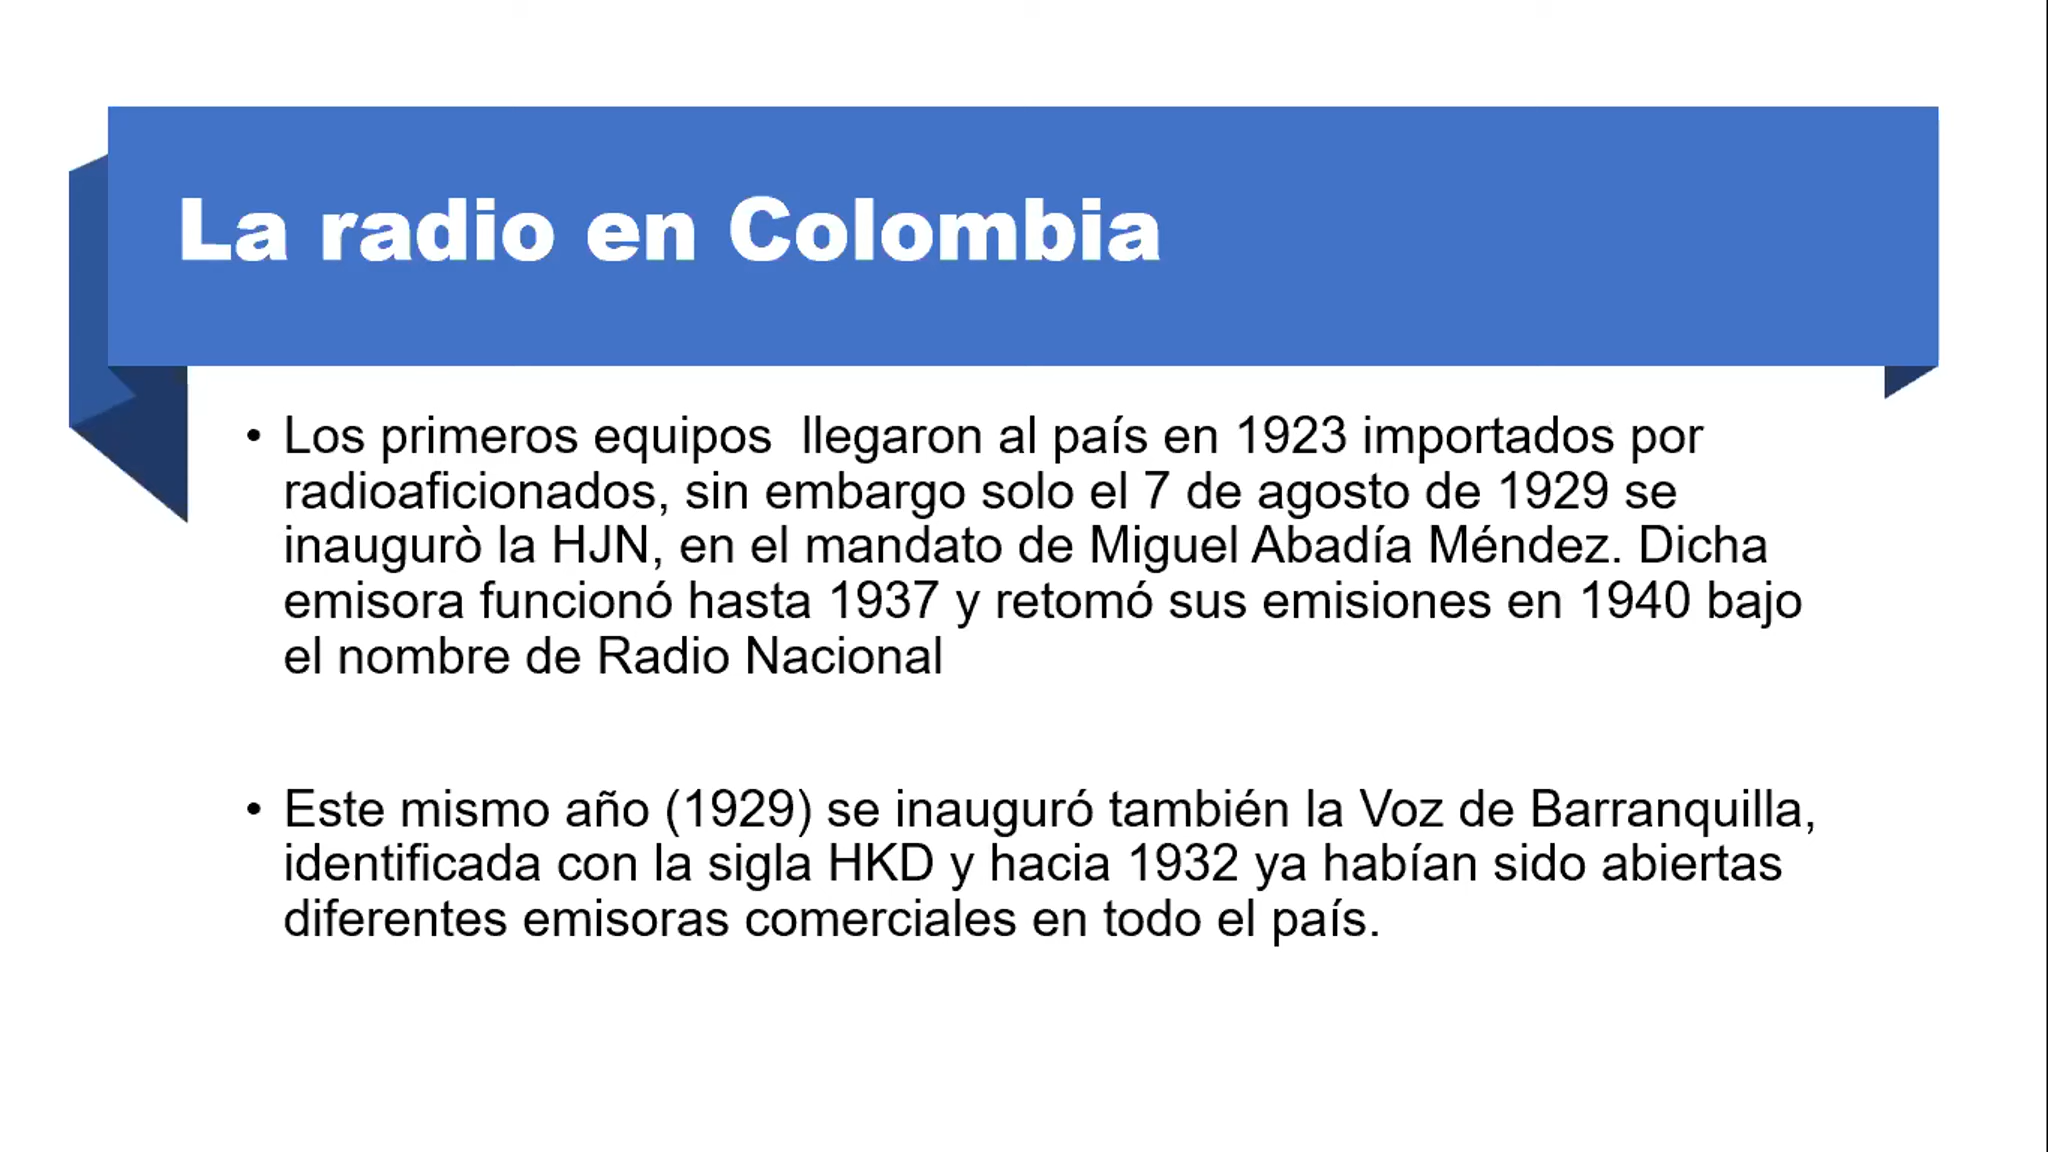 La radio en Colombia
• Los primeros equipos  llegaron al país en 1923 importados por
radioaficionados, sin embargo solo el 7 de agosto de 1929 se
inaugurò la HJN, en el mandato de Miguel Abadía Méndez. Dicha
emisora funcionó hasta 1937 y retomó sus emisiones en 1940 bajo
el nombre de Radio Nacional
• Este mismo año (1929) se inauguró también la Voz de Barranquilla,
identificada con la sigla HKD y hacia 1932 ya habían sido abiertas
diferentes emisoras comerciales en todo el país.